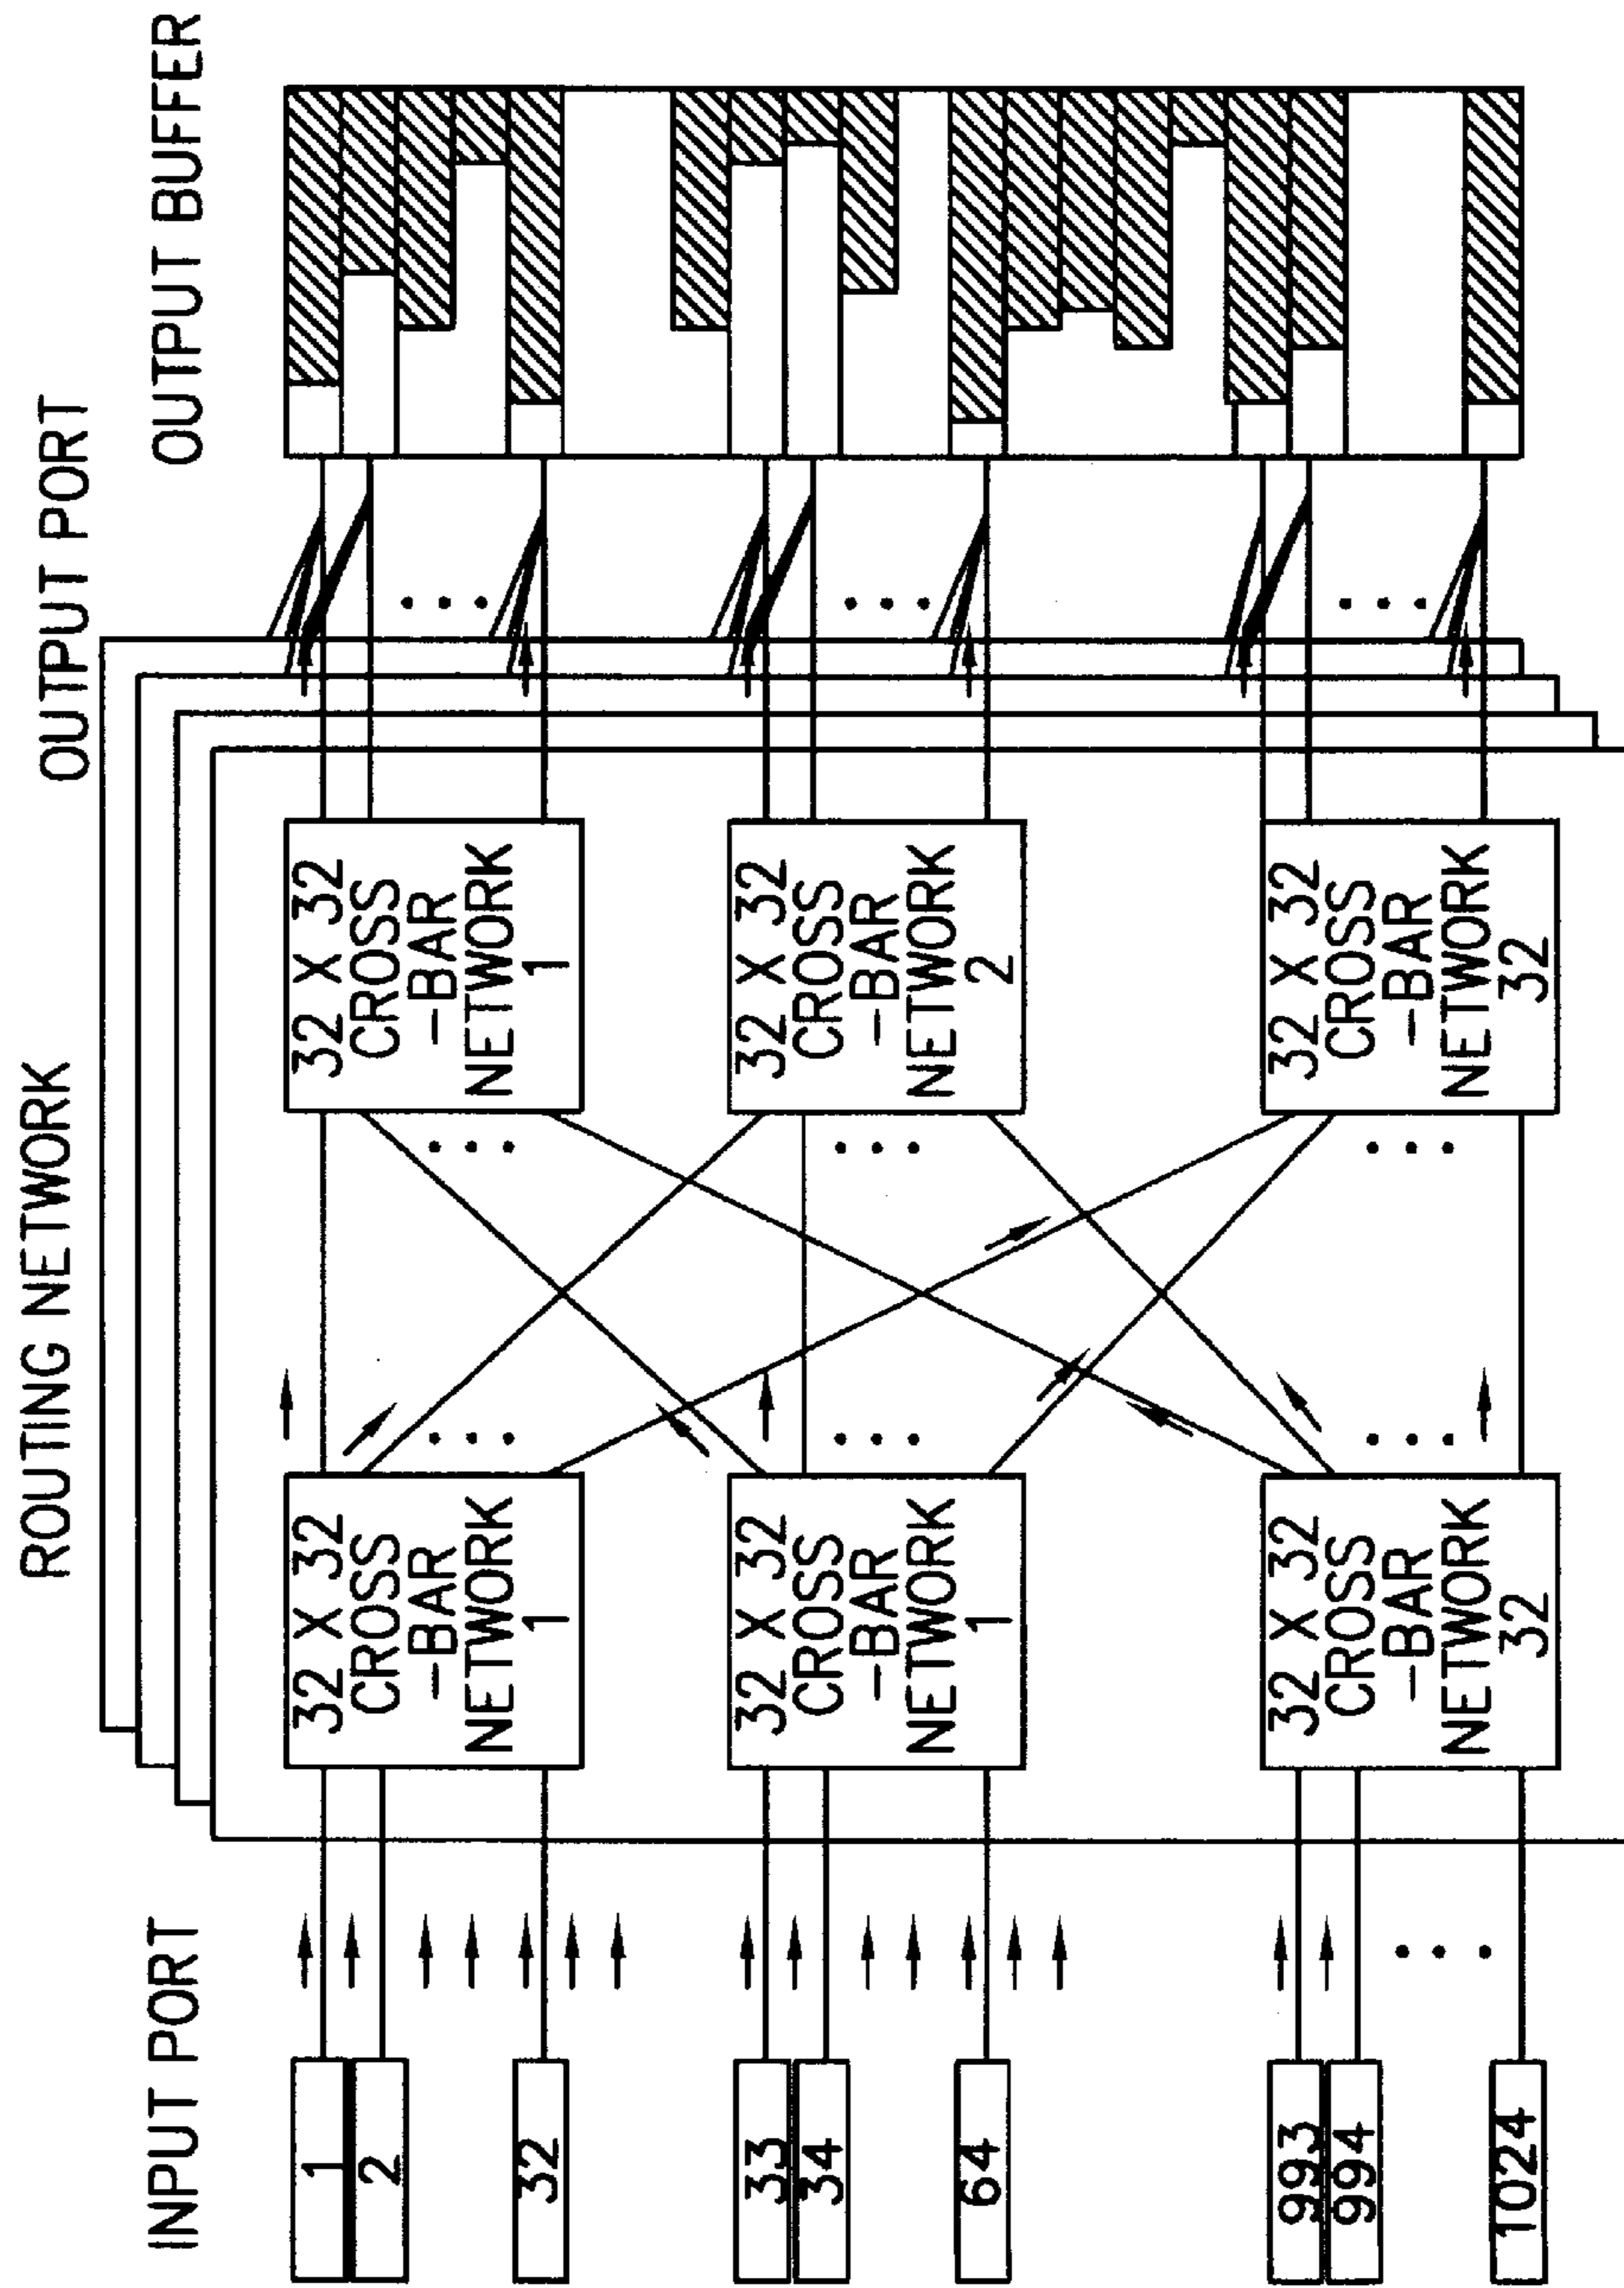 INPUT PORT
ROUTING NETWORK
OUTPUT PORT
OUTPUT BUFFER
1
2
32
33
34
64
993
994
1024
32 X 32
CROSS
-BAR
NETWORK
1
32 X 32
CROSS
-BAR
NETWORK
1
32 X 32
CROSS
-BAR
NETWORK
32
32 X 32
CROSS
-BAR
NETWORK
1
32 X 32
CROSS
-BAR
NETWORK
2
32 X 32
CROSS
-BAR
NETWORK
32